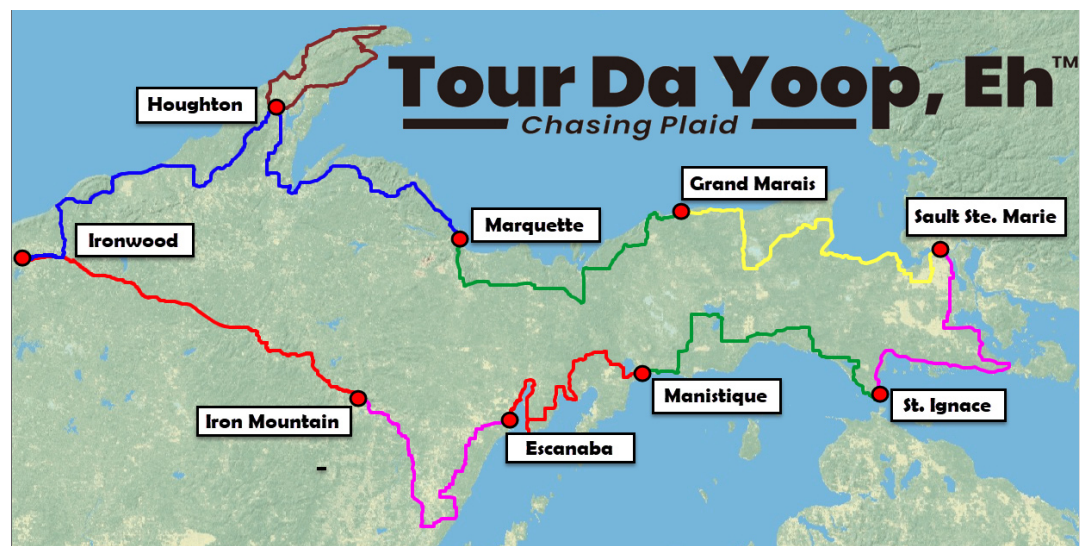 Tour Da Yoop, Eh™
Chasing Plaid
Houghton
Grand Marais
Sault Ste. Marie
Marquette
Ironwood
Manistique
St. Ignace
Iron Mountain
Escanaba